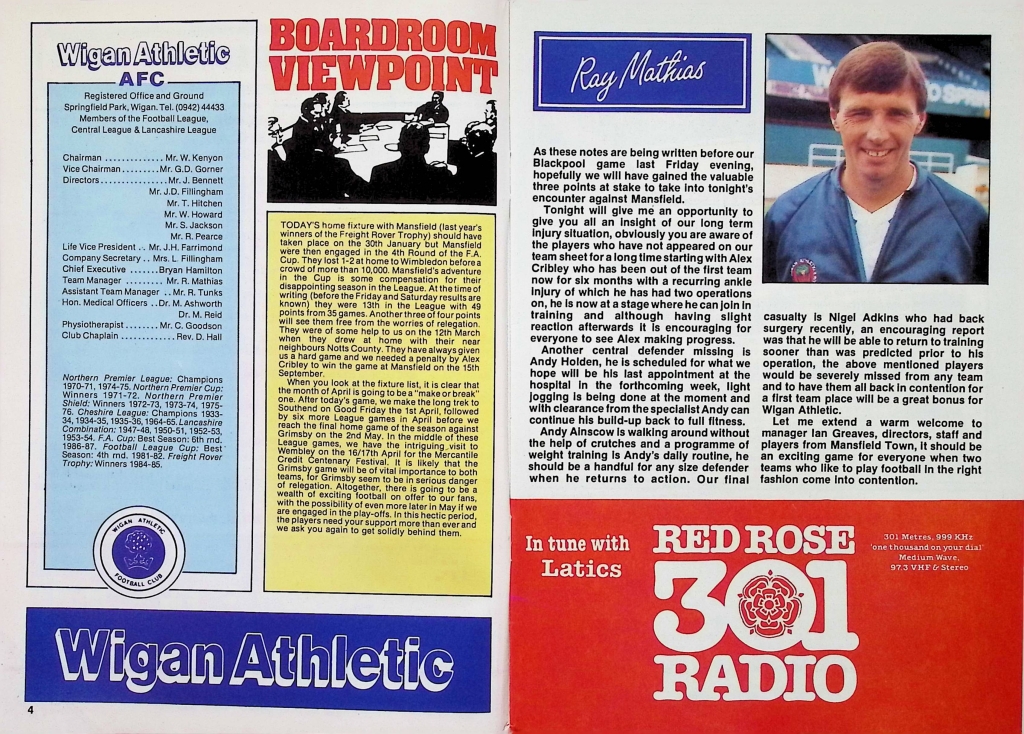 Wigan Athletic
AFC
Registered Office and Ground
Springfield Park, Wigan. Tel. (0942) 44433
Members of the Football League,
Central League & Lancashire League
Chairman .............. Mr. W. Kenyon
Vice Chairman ......... Mr. G.D. Gorner
Directors ............... Mr. J. Bennett
Mr. J.D. Fillingham
Mr. T. Hitchen
Mr. W. Howard
Mr. S. Jackson
Mr. R. Pearce
Life Vice President .. Mr. J.H. Farrimond
Company Secretary .. Mrs. L. Fillingham
Chief Executive ....... Bryan Hamilton
Team Manager ......... Mr. R. Mathias
Assistant Team Manager .. Mr. R. Tunks
Hon. Medical Officers .. Dr. M. Ashworth
Dr. M. Reid
Physiotherapist ....... Mr. C. Goodson
Club Chaplain ............. Rev. D. Hall
Northern Premier League: Champions
1970-71, 1974-75. Northern Premier Cup:
Winners 1971-72. Northern Premier
Shield: Winners 1972-73, 1973-74, 1975-
76. Cheshire League: Champions 1933-
34, 1934-35, 1935-36, 1964-65. Lancashire
Combination: 1947-48, 1950-51, 1952-53,
1953-54. F.A. Cup: Best Season: 6th rnd.
1986-87. Football League Cup: Best
Season: 4th rnd. 1981-82. Freight Rover
Trophy: Winners 1984-85.
WIGAN ATHLETIC
FOOTBALL CLUB
Wigan Athletic
4
BOARDROOM
VIEWPOINT
TODAY'S home fixture with Mansfield (last year's
winners of the Freight Rover Trophy) should have
taken place on the 30th January but Mansfield
were then engaged in the 4th Round of the F.A.
Cup. They lost 1-2 at home to Wimbledon before a
crowd of more than 10,000. Mansfield's adventure
in the Cup is some compensation for their
disappointing season in the League. At the time of
writing (before the Friday and Saturday results are
known) they were 13th in the League with 49
points from 35 games. Another three of four points
will see them free from the worries of relegation.
They were of some help to us on the 12th March
when they drew at home with their near
neighbours Notts County. They have always given
us a hard game and we needed a penalty by Alex
Cribley to win the game at Mansfield on the 15th
September.
When you look at the fixture list, it is clear that
the month of April is going to be a "make or break"
one. After today's game, we make the long trek to
Southend on Good Friday the 1st April, followed
by six more League games in April before we
reach the final home game of the season against
Grimsby on the 2nd May. In the middle of these
League games, we have the intriguing visit to
Wembley on the 16/17th April for the Mercantile
Credit Centenary Festival. It is likely that the
Grimsby game will be of vital importance to both
teams, for Grimsby seem to be in serious danger
of relegation. Altogether, there is going to be a
wealth of exciting football on offer to our fans,
with the possibility of even more later in May if we
are engaged in the play-offs. In this hectic period,
the players need your support more than ever and
we ask you again to get solidly behind them.
Ray Mathias
As these notes are being written before our
Blackpool game last Friday evening,
hopefully we will have gained the valuable
three points at stake to take into tonight's
encounter against Mansfield.
Tonight will give me an opportunity to
give you all an insight of our long term
injury situation, obviously you are aware of
the players who have not appeared on our
team sheet for a long time starting with Alex
Cribley who has been out of the first team
now for six months with a recurring ankle
injury of which he has had two operations
on, he is now at a stage where he can join in
training and although having slight
reaction afterwards it is encouraging for
everyone to see Alex making progress.
Another central defender missing is
Andy Holden, he is scheduled for what we
hope will be his last appointment at the
hospital in the forthcoming week, light
jogging is being done at the moment and
with clearance from the specialist Andy can
continue his build-up back to full fitness.
Andy Ainscow is walking around without
the help of crutches and a programme of
weight training is Andy's daily routine, he
should be a handful for any size defender
when he returns to action. Our final
casualty is Nigel Adkins who had back
surgery recently, an encouraging report
was that he will be able to return to training
sooner than was predicted prior to his
operation, the above mentioned players
would be severely missed from any team
and to have them all back in contention for
a first team place will be a great bonus for
Wigan Athletic.
Let me extend a warm welcome to
manager Ian Greaves, directors, staff and
players from Mansfield Town, it should be
an exciting game for everyone when two
teams who like to play football in the right
fashion come into contention.
In tune with
Latics
RED ROSE
301
RADIO
301 Metres, 999 KHz
'one thousand on your dial'
Medium Wave,
97.3 VHF & Stereo